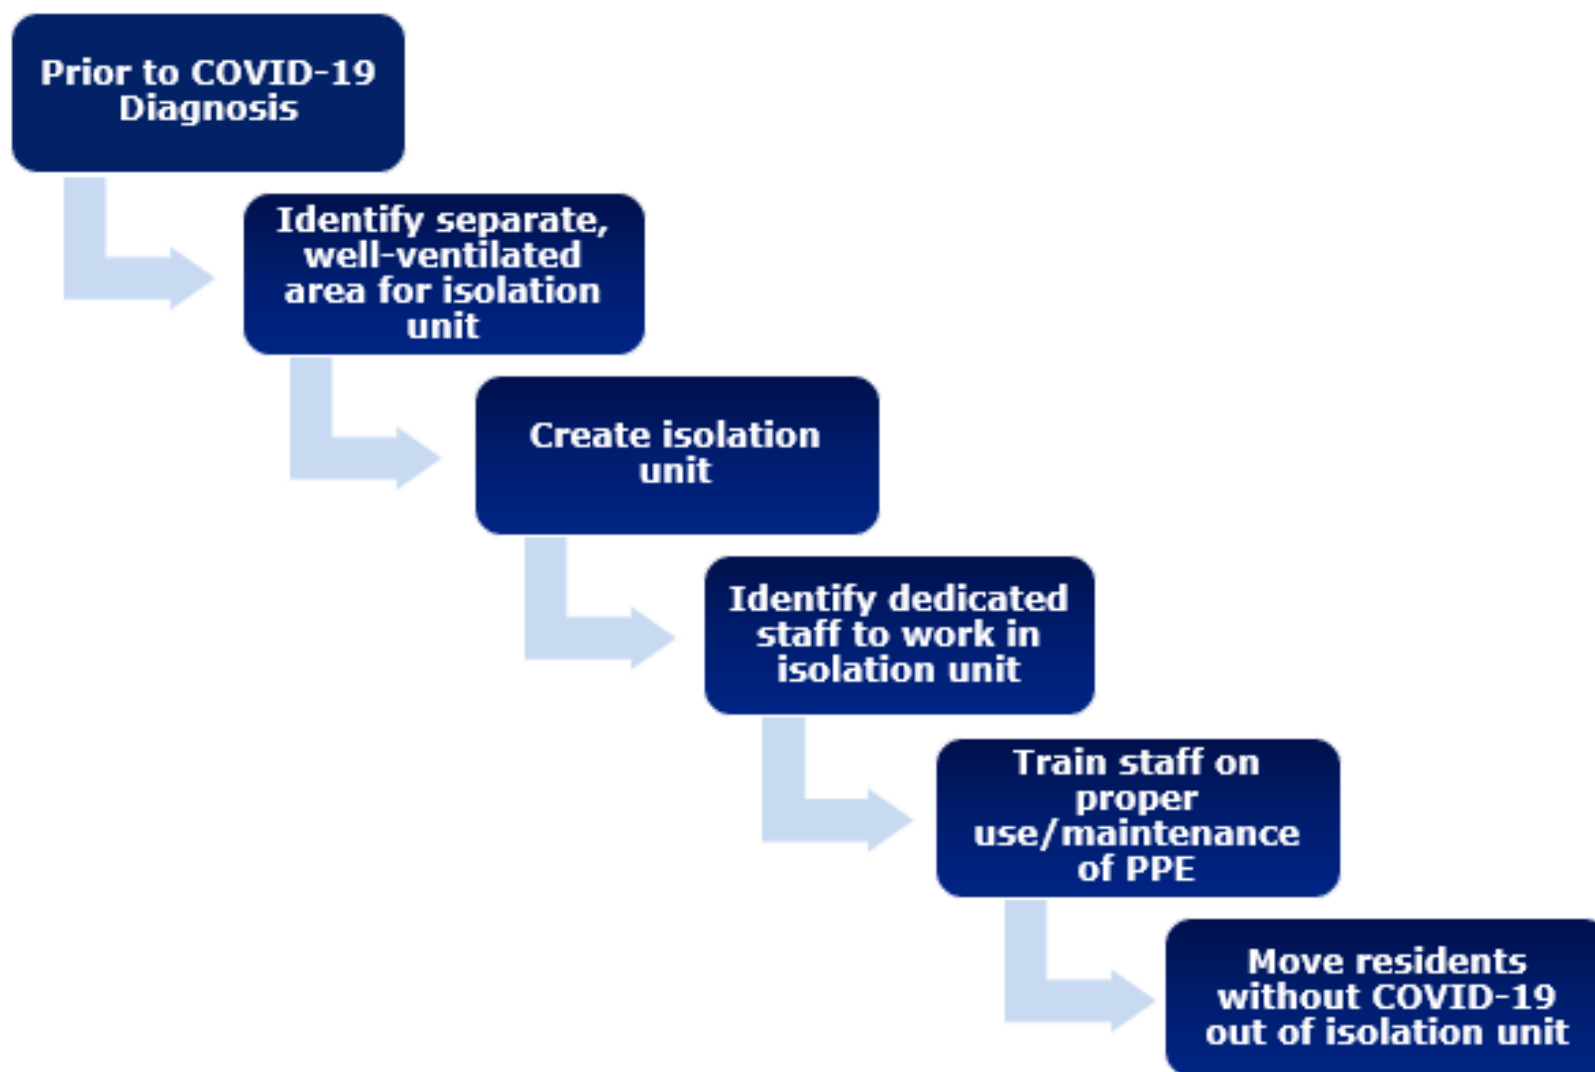 Prior to COVID-19
Diagnosis
Identify separate,
well-ventilated
area for isolation
unit
Create isolation
unit
Identify dedicated
staff to work in
isolation unit
Train staff on
proper
use/maintenance
of PPE
Move residents
without COVID-19
out of isolation unit